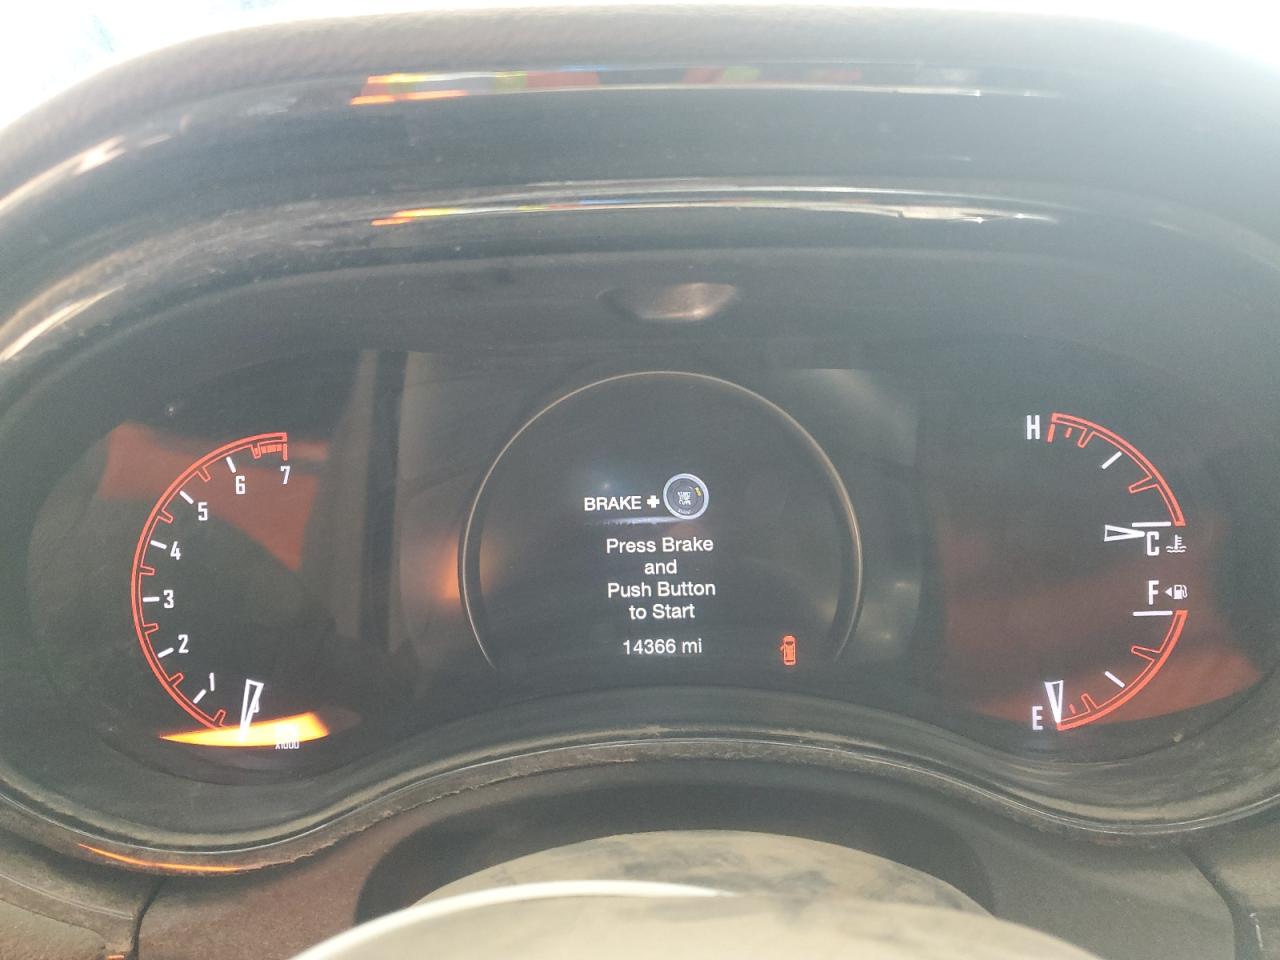 7
6
5
4
3
2
1
x1000
BRAKE +
Press Brake
and
Push Button
to Start
14366 mi
H
C
F
E